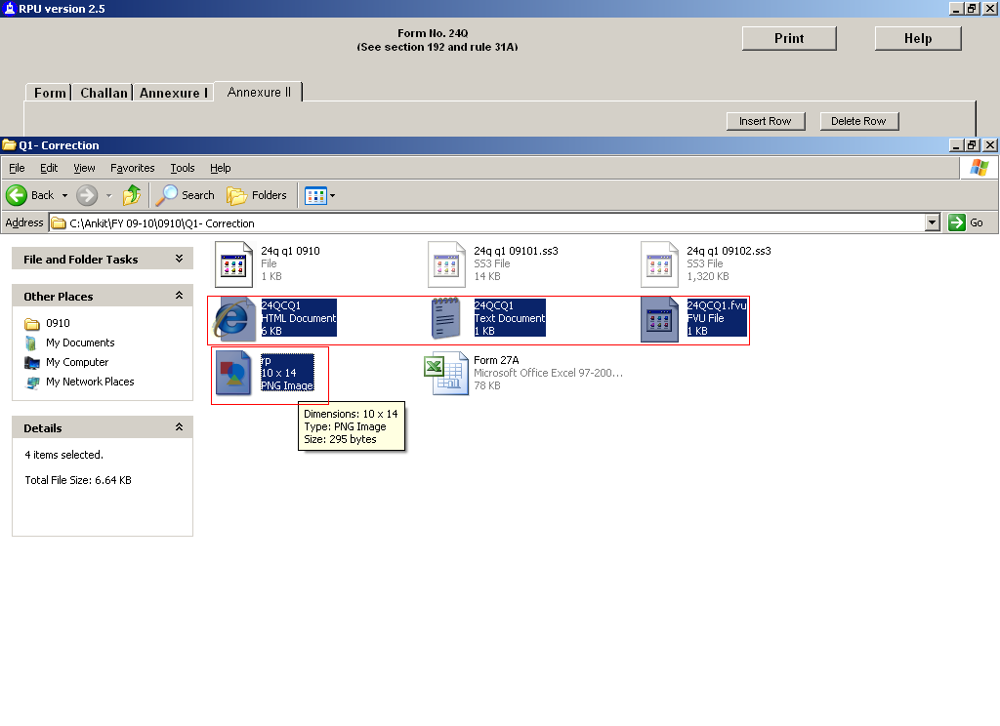 RPU version 2.5
Form No. 24Q
(See section 192 and rule 31A)
Print
Help
Form
Challan
Annexure I
Annexure II
Insert Row
Delete Row
Q1- Correction
File Edit View Favorites Tools Help
Back
Search
Folders
Address
C:\Ankit\FY 09-10\0910\Q1- Correction
Go
File and Folder Tasks
Other Places
0910
My Documents
My Computer
My Network Places
Details
4 items selected.
Total File Size: 6.64 KB
24q q1 0910
File
1 KB
24q q1 09101.ss3
SS3 File
14 KB
24q q1 09102.ss3
SS3 File
1,320 KB
24QCQ1
HTML Document
6 KB
24QCQ1
Text Document
1 KB
24QCQ1.fvu
FVU File
1 KB
rp
10 x 14
PNG Image
Form 27A
Microsoft Office Excel 97-200...
78 KB
Dimensions: 10 x 14
Type: PNG Image
Size: 295 bytes